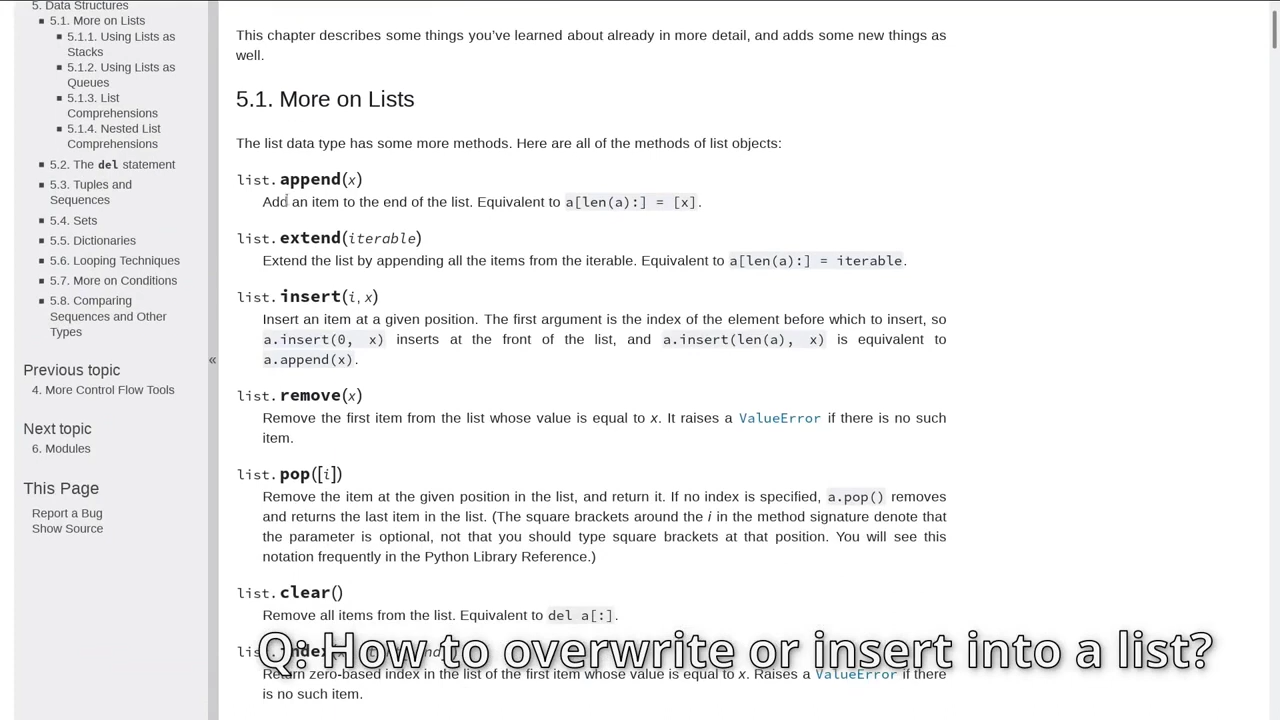 5. Data Structures
▪ 5.1. More on Lists
▪ 5.1.1. Using Lists as
Stacks
▪ 5.1.2. Using Lists as
Queues
▪ 5.1.3. List
Comprehensions
▪ 5.1.4. Nested List
Comprehensions
▪ 5.2. The del statement
▪ 5.3. Tuples and
Sequences
▪ 5.4. Sets
▪ 5.5. Dictionaries
▪ 5.6. Looping Techniques
▪ 5.7. More on Conditions
▪ 5.8. Comparing
Sequences and Other
Types
Previous topic
4. More Control Flow Tools
Next topic
6. Modules
This Page
Report a Bug
Show Source
«
This chapter describes some things you’ve learned about already in more detail, and adds some new things as
well.
5.1. More on Lists
The list data type has some more methods. Here are all of the methods of list objects:
list.append(x)
Add an item to the end of the list. Equivalent to a[len(a):] = [x].
list.extend(iterable)
Extend the list by appending all the items from the iterable. Equivalent to a[len(a):] = iterable.
list.insert(i, x)
Insert an item at a given position. The first argument is the index of the element before which to insert, so
a.insert(0, x) inserts at the front of the list, and a.insert(len(a), x) is equivalent to
a.append(x).
list.remove(x)
Remove the first item from the list whose value is equal to x. It raises a ValueError if there is no such
item.
list.pop([i])
Remove the item at the given position in the list, and return it. If no index is specified, a.pop() removes
and returns the last item in the list. (The square brackets around the i in the method signature denote that
the parameter is optional, not that you should type square brackets at that position. You will see this
notation frequently in the Python Library Reference.)
list.clear()
Remove all items from the list. Equivalent to del a[:].
Q: How to overwrite or insert into a list?
Return zero-based index in the list of the first item whose value is equal to x. Raises a ValueError if there
is no such item.